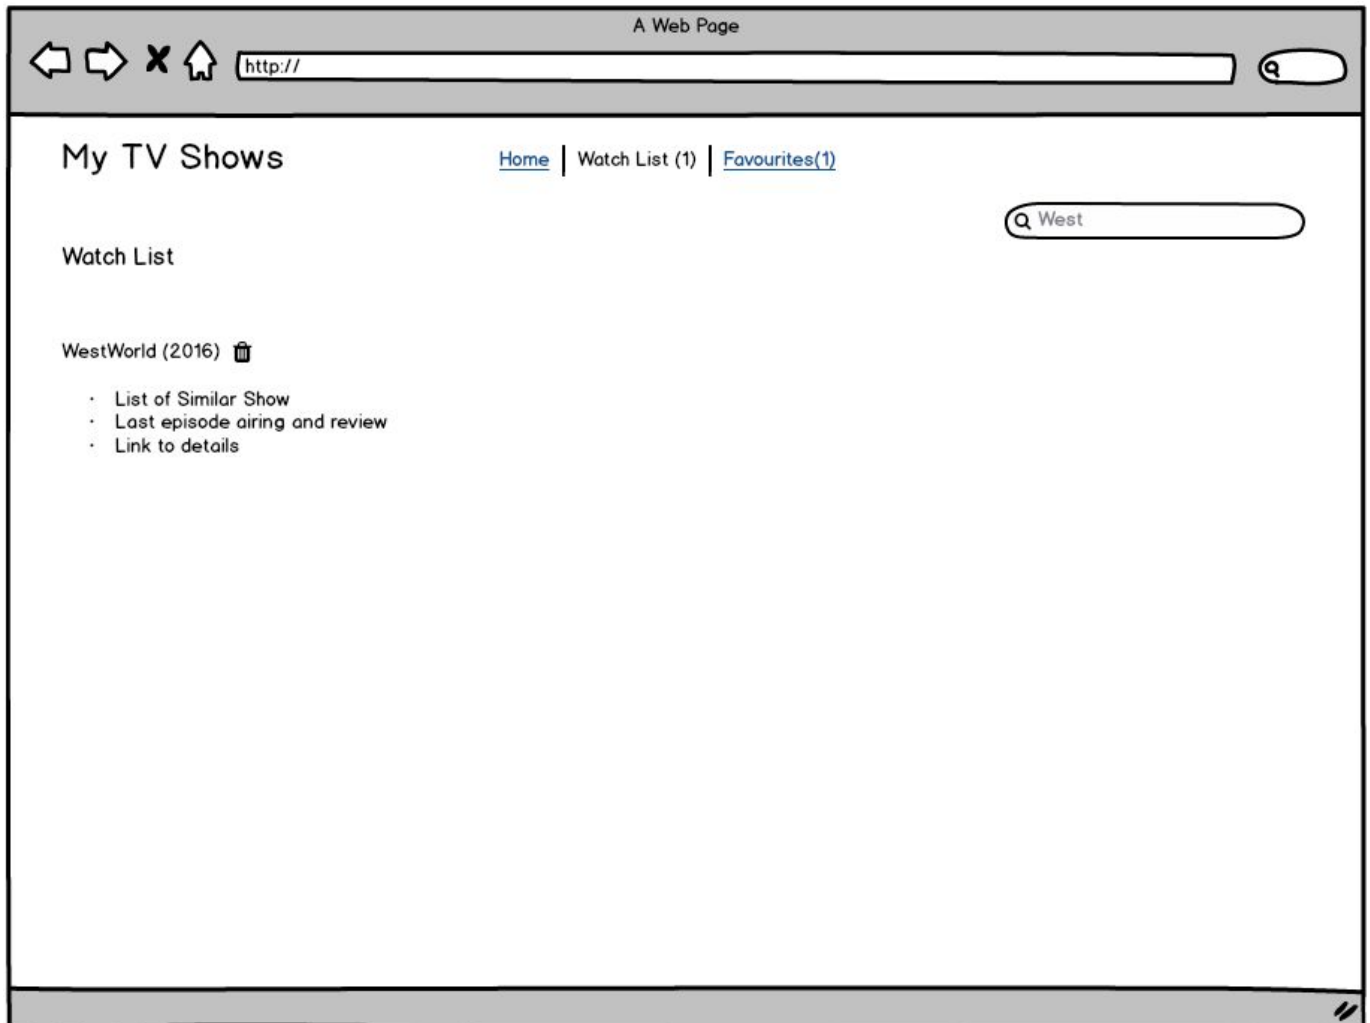 A Web Page
http://
My TV Shows
Home | Watch List (1) | Favourites(1)
West
Watch List
WestWorld (2016)
· List of Similar Show
· Last episode airing and review
· Link to details